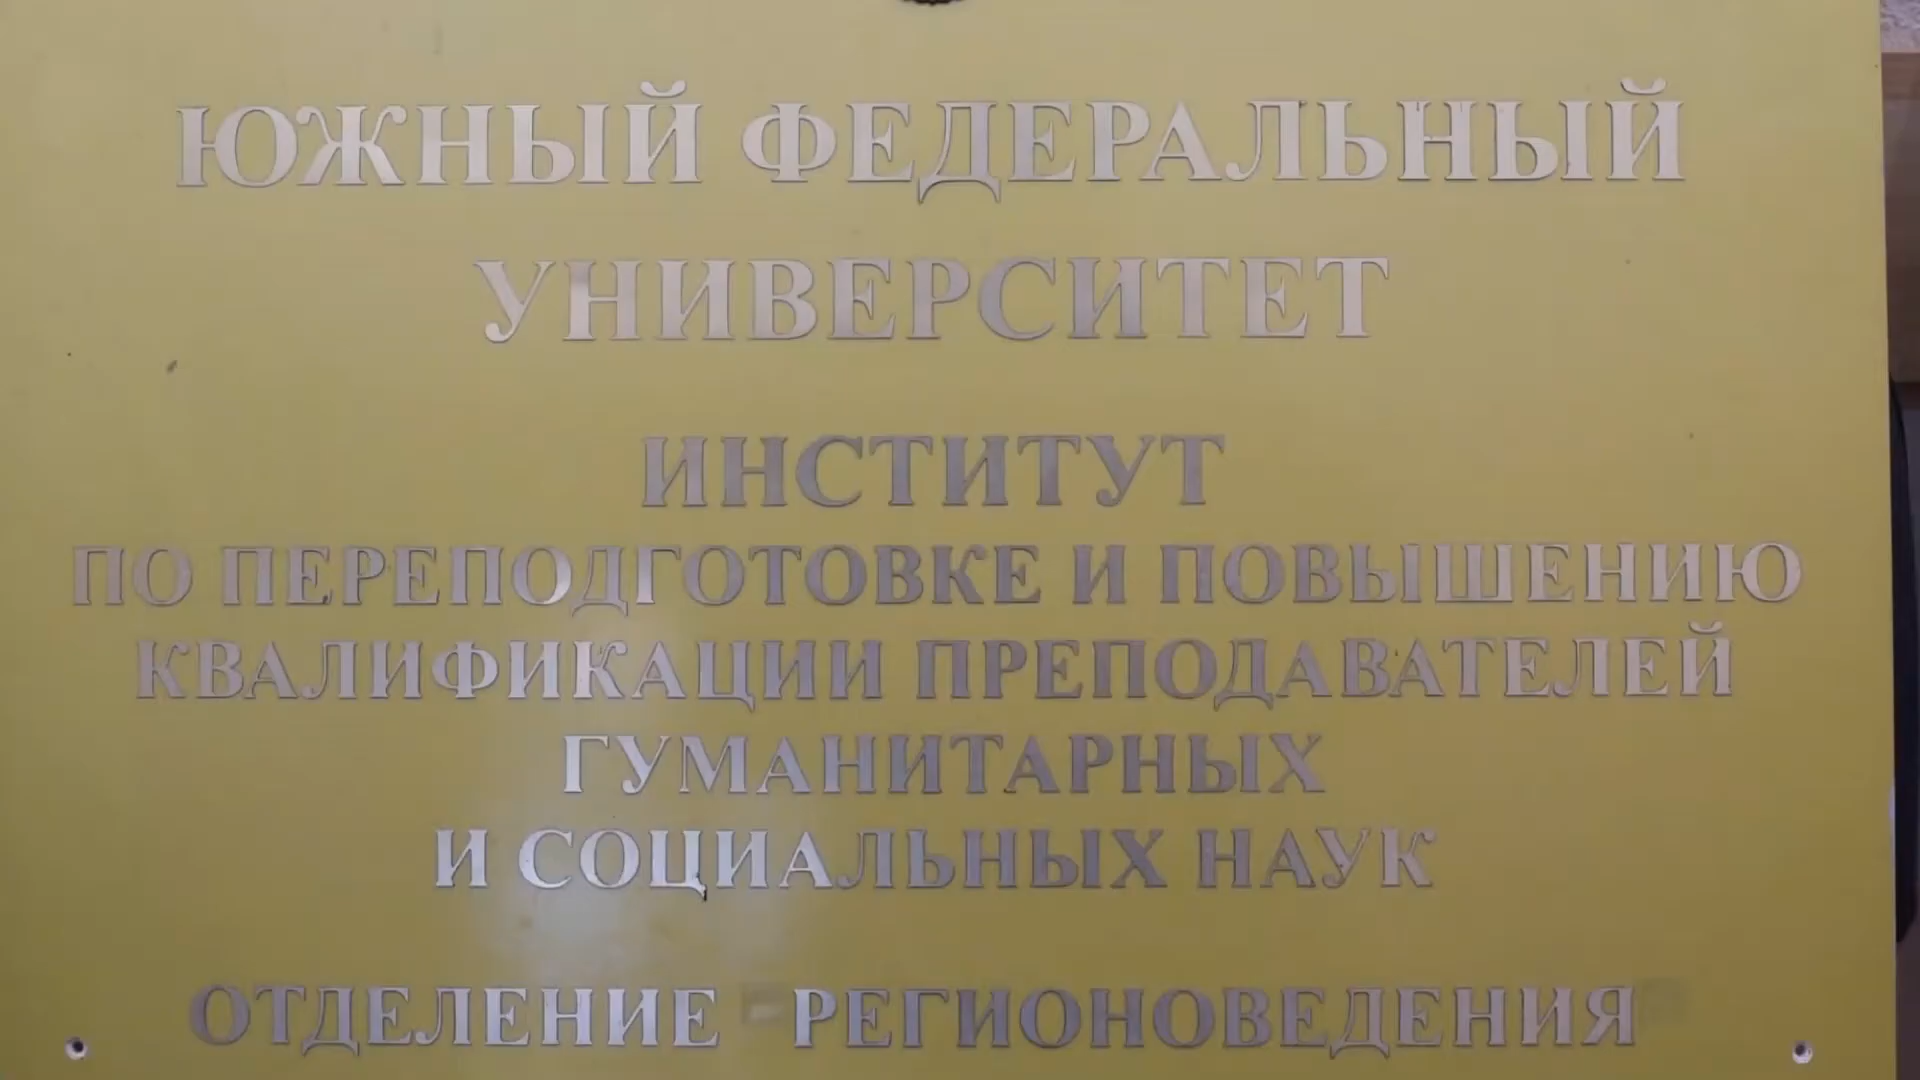 ЮЖНЫЙ ФЕДЕРАЛЬНЫЙ
УНИВЕРСИТЕТ
ИНСТИТУТ
ПО ПЕРЕПОДГОТОВКЕ И ПОВЫШЕНИЮ
КВАЛИФИКАЦИИ ПРЕПОДАВАТЕЛЕЙ
ГУМАНИТАРНЫХ
И СОЦИАЛЬНЫХ НАУК
ОТДЕЛЕНИЕ РЕГИОНОВЕДЕНИЯ